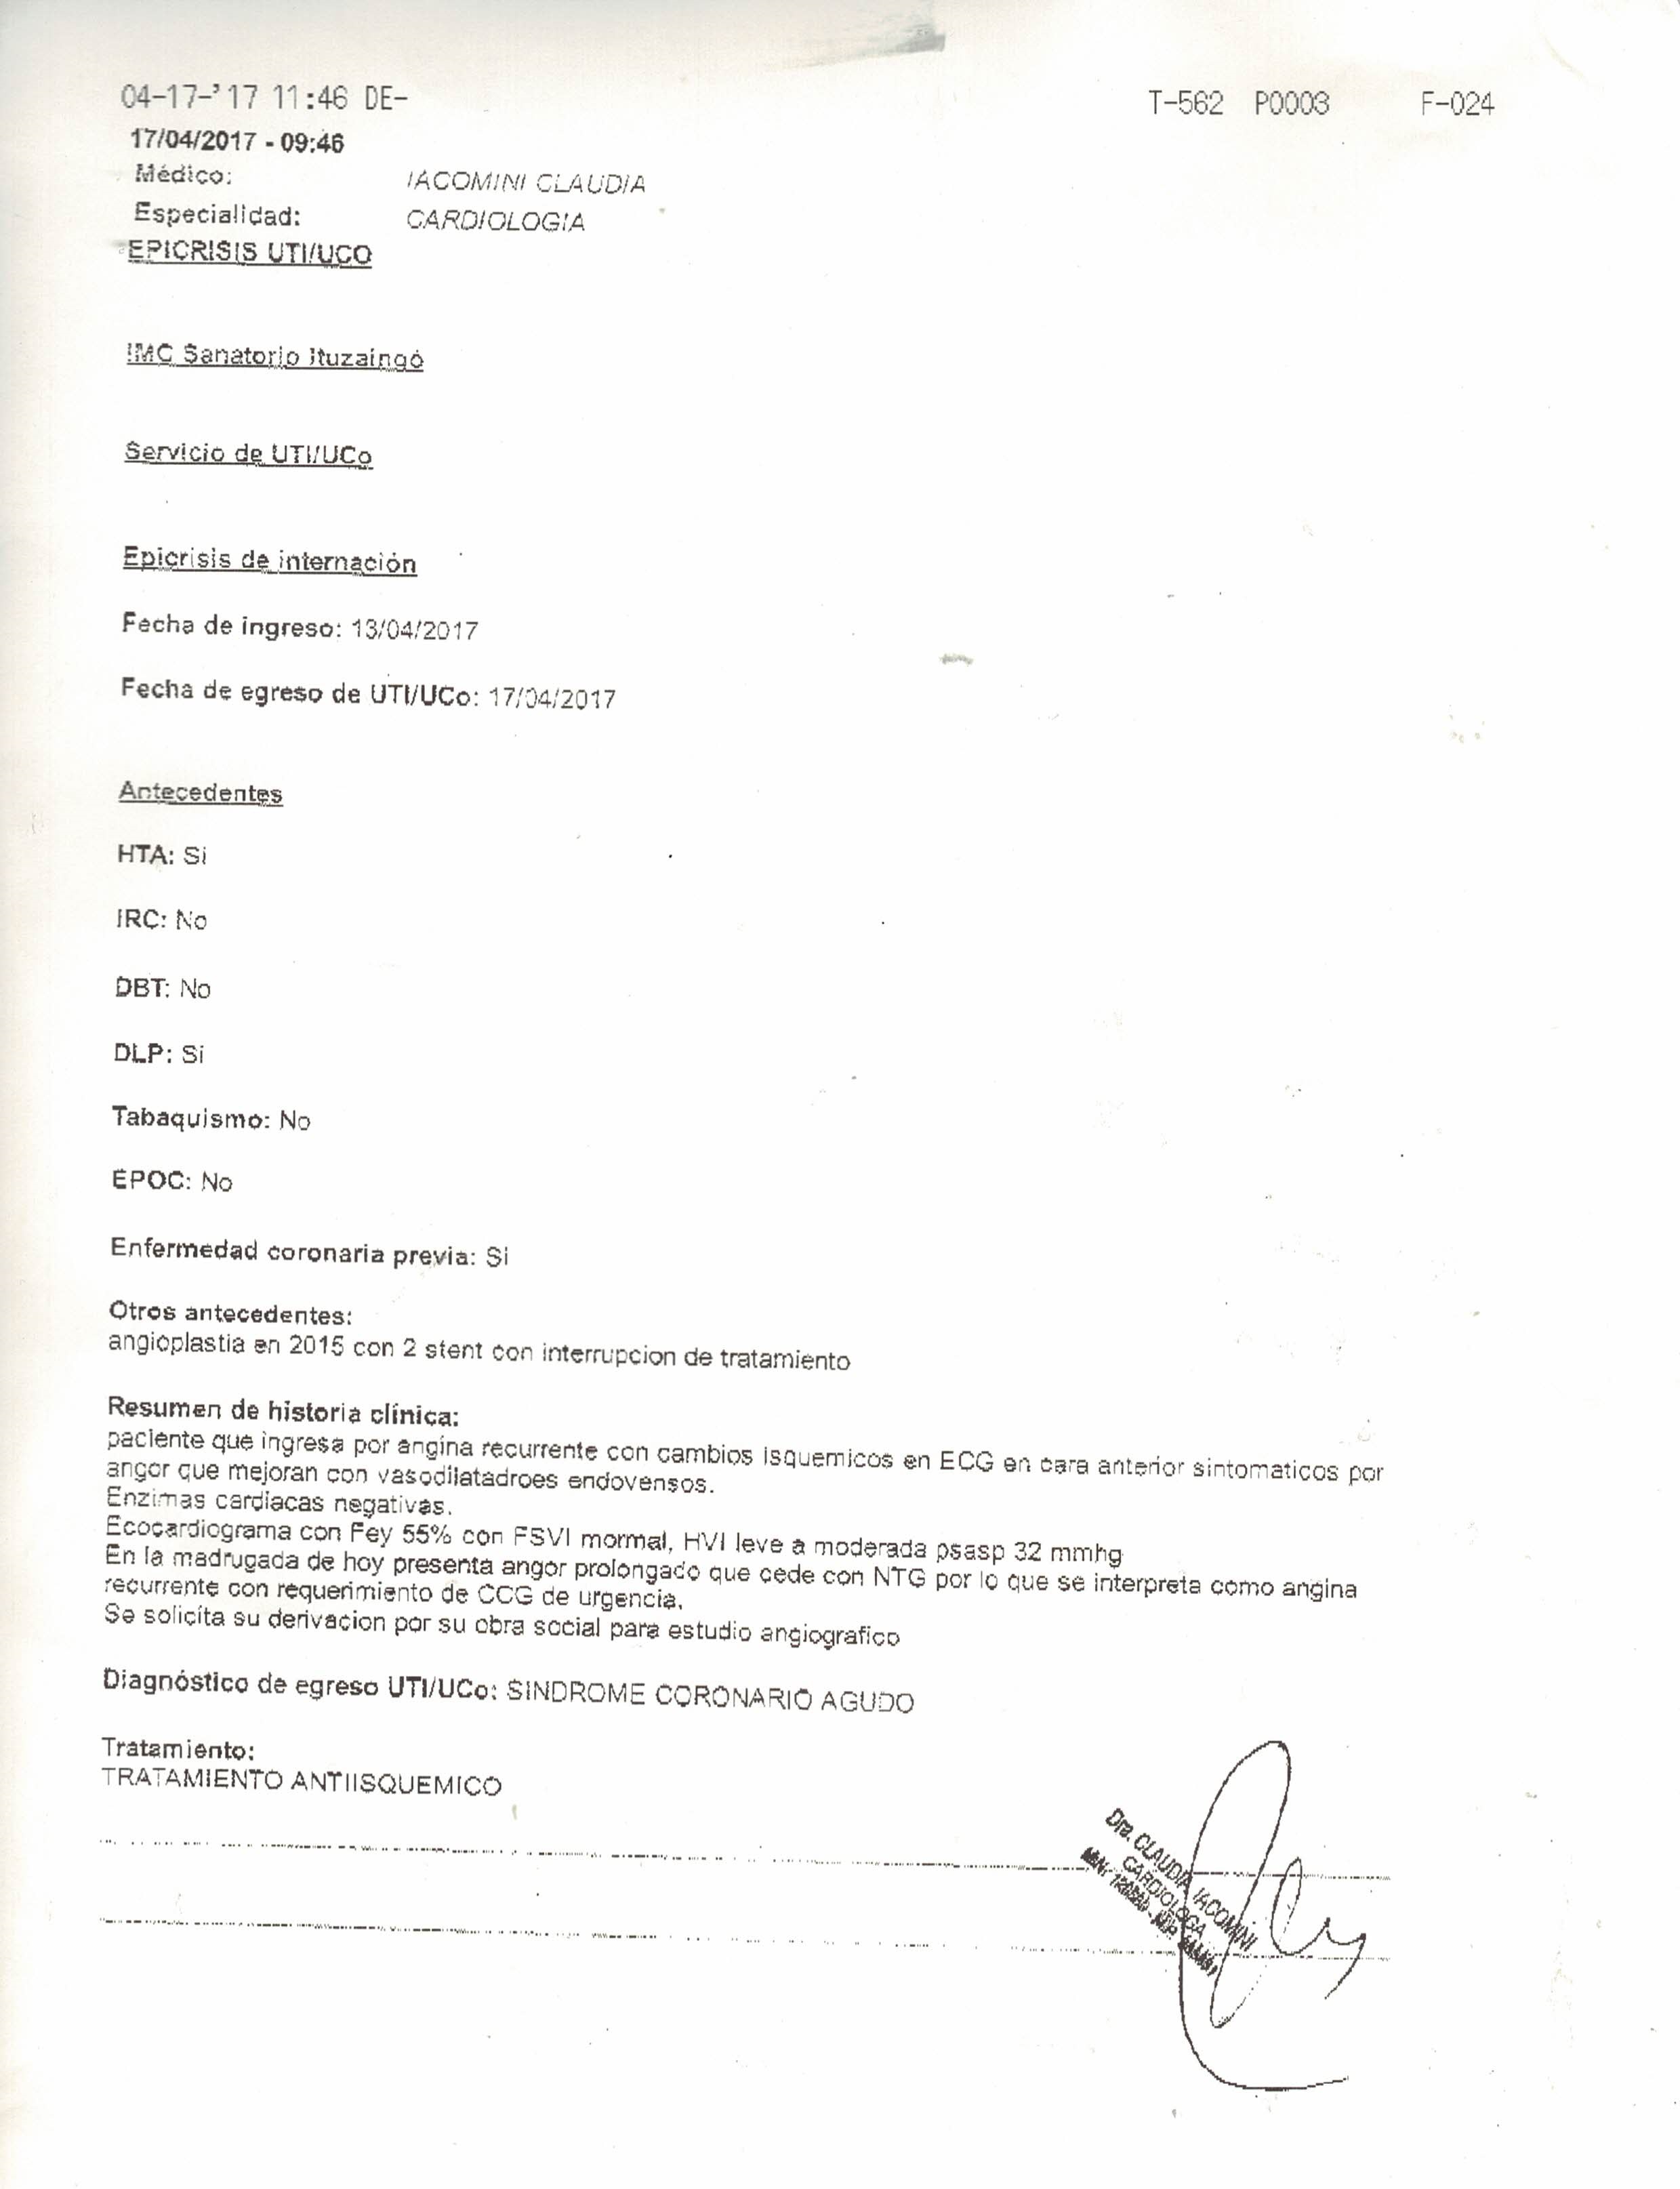 04-17-'17 11:46 DE-
T-562 P0003 F-024
17/04/2017 - 09:46
Médico: IACOMINI CLAUDIA
Especialidad: CARDIOLOGIA
EPICRISIS UTI/UCO
IMC Sanatorio Ituzaingó
Servicio de UTI/UCo
Epicrisis de internación
Fecha de ingreso: 13/04/2017
Fecha de egreso de UTI/UCo: 17/04/2017
Antecedentes
HTA: Si
IRC: No
DBT: No
DLP: Si
Tabaquismo: No
EPOC: No
Enfermedad coronaria previa: Si
Otros antecedentes:
angioplastia en 2015 con 2 stent con interrupcion de tratamiento
Resumen de historia clínica:
paciente que ingresa por angina recurrente con cambios isquemicos en ECG en cara anterior sintomaticos por
angor que mejoran con vasodilatadroes endovensos.
Enzimas cardiacas negativas.
Ecocardiograma con Fey 55% con FSVI mormal, HVI leve a moderada psasp 32 mmhg
En la madrugada de hoy presenta angor prolongado que cede con NTG por lo que se interpreta como angina
recurrente con requerimiento de CCG de urgencia.
Se solicita su derivacion por su obra social para estudio angiografico
Diagnóstico de egreso UTI/UCo: SINDROME CORONARIO AGUDO
Tratamiento:
TRATAMIENTO ANTIISQUEMICO
Dra. CLAUDIA IACOMINI
CARDIOLOGA